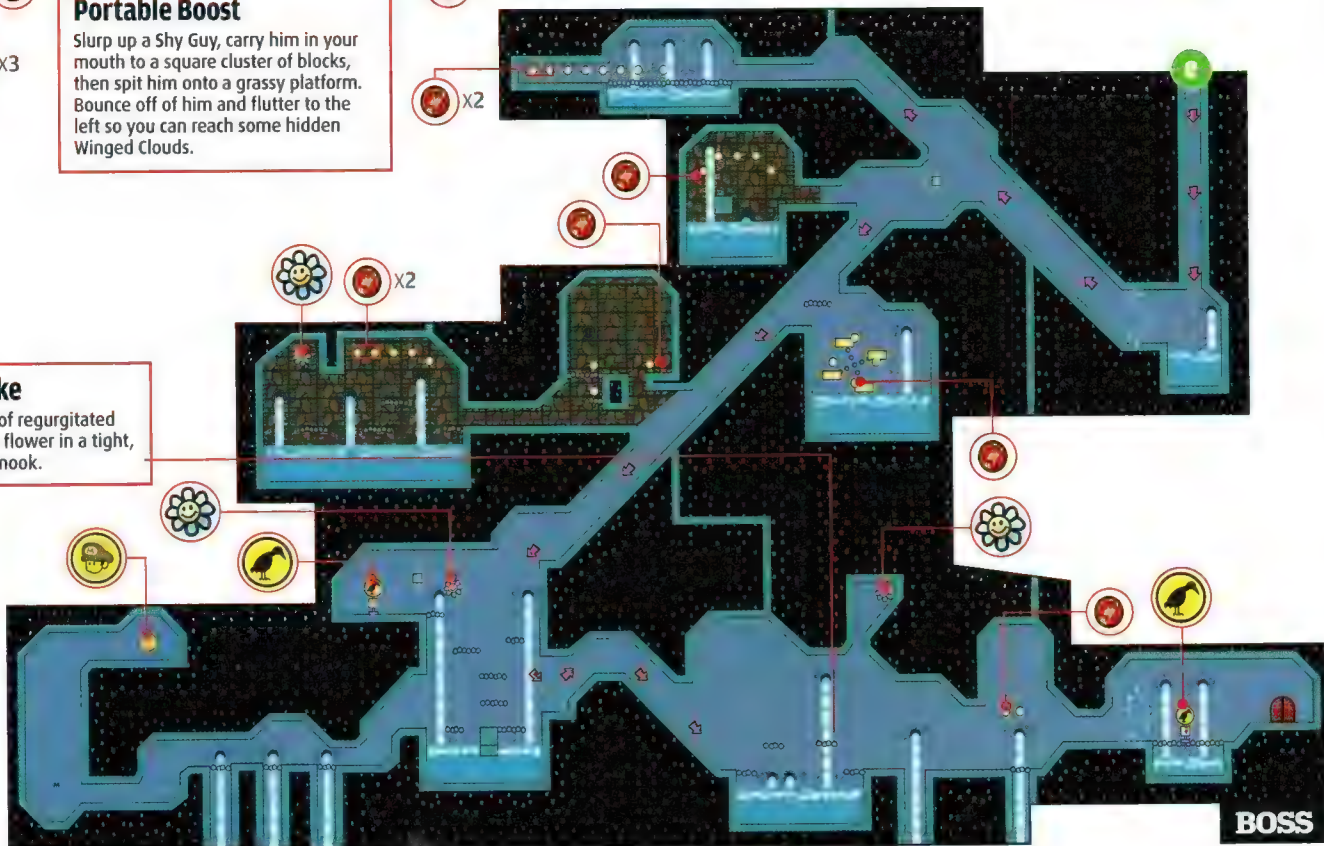 Portable Boost
Slurp up a Shy Guy, carry him in your
mouth to a square cluster of blocks,
then spit him onto a grassy platform.
Bounce off of him and flutter to the
left so you can reach some hidden
Winged Clouds.
x3
x2
e
x2
ke
of regurgitated
flower in a tight,
nook.
BOSS